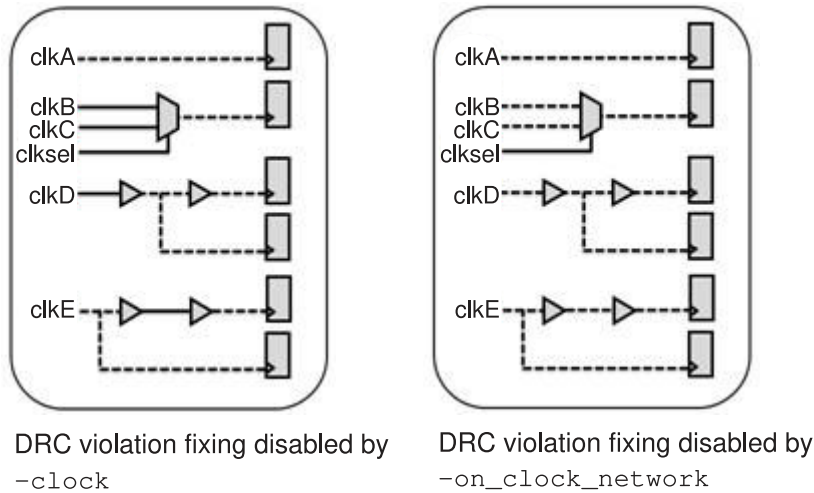 clkA
clkB
clkC
clksel
clkD
clkE
DRC violation fixing disabled by
-clock
clkA
clkB
clkC
clksel
clkD
clkE
DRC violation fixing disabled by
-on_clock_network